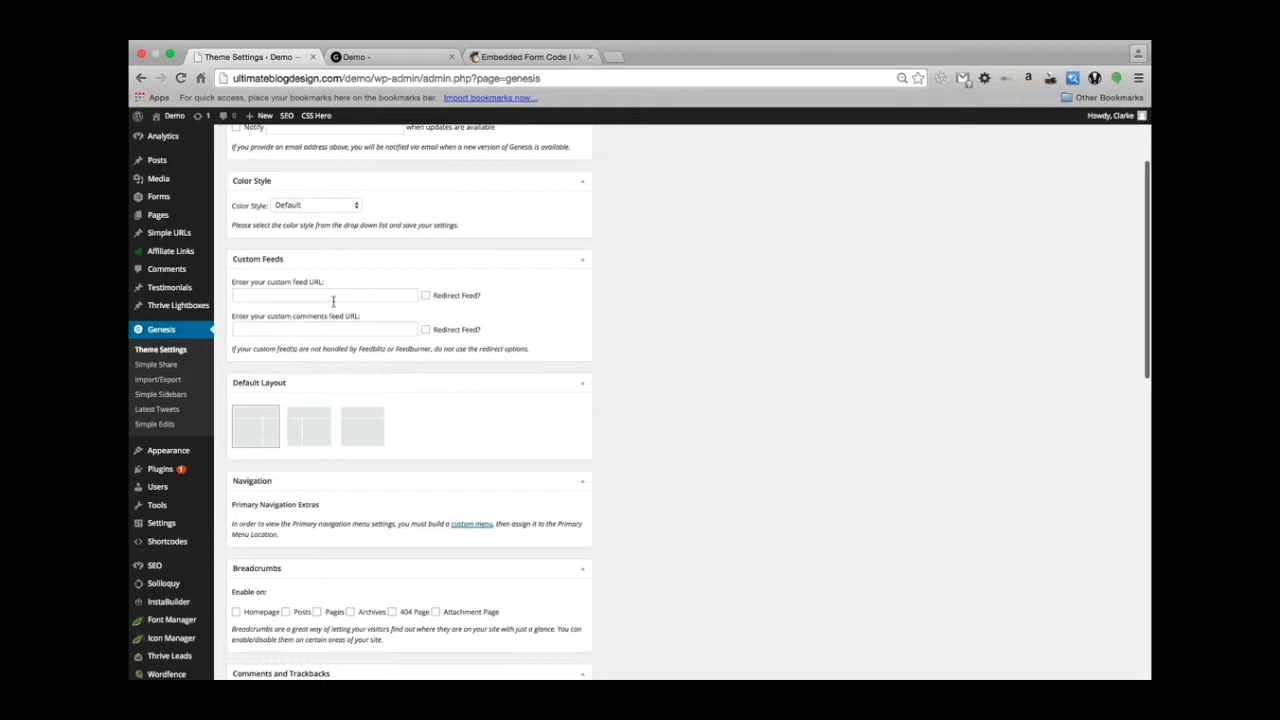 Theme Settings ‹ Demo —
Demo -
Embedded Form Code | M
ultimateblogdesign.com/demo/wp-admin/admin.php?page=genesis
Apps
For quick access, place your bookmarks here on the bookmarks bar.
Import bookmarks now...
Other Bookmarks
Demo
1
0
New
SEO
CSS Hero
Howdy, Clarke
Analytics
Posts
Media
Forms
Pages
Simple URLs
Affiliate Links
Comments
Testimonials
Thrive Lightboxes
Genesis
Theme Settings
Simple Share
Import/Export
Simple Sidebars
Latest Tweets
Simple Edits
Appearance
Plugins 1
Users
Tools
Settings
Shortcodes
SEO
Soliloquy
InstaBuilder
Font Manager
Icon Manager
Thrive Leads
Wordfence
Notify when updates are available
If you provide an email address above, you will be notified via email when a new version of Genesis is available.
Color Style
Color Style: Default
Please select the color style from the drop down list and save your settings.
Custom Feeds
Enter your custom feed URL:
Redirect Feed?
Enter your custom comments feed URL:
Redirect Feed?
If your custom feed(s) are not handled by Feedblitz or Feedburner, do not use the redirect options.
Default Layout
Navigation
Primary Navigation Extras
In order to view the Primary navigation menu settings, you must build a custom menu, then assign it to the Primary
Menu Location.
Breadcrumbs
Enable on:
Homepage Posts Pages Archives 404 Page Attachment Page
Breadcrumbs are a great way of letting your visitors find out where they are on your site with just a glance. You can
enable/disable them on certain areas of your site.
Comments and Trackbacks